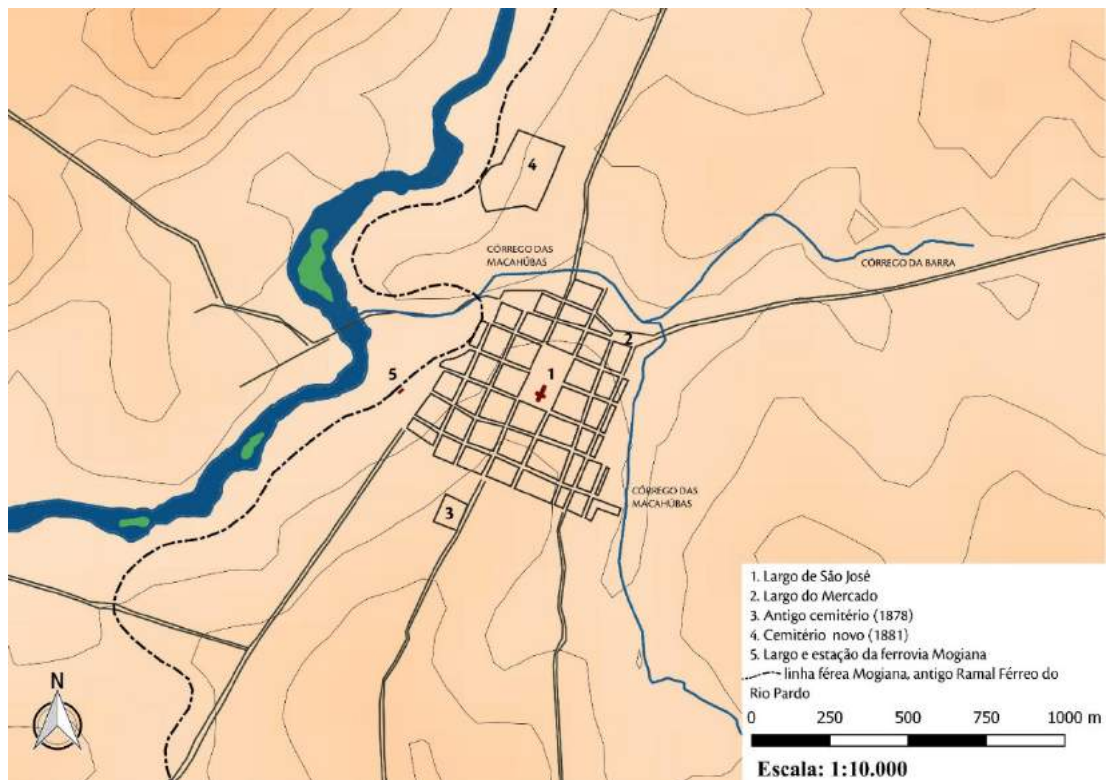 4
CÓRREGO DAS
MACAHÚBAS
CÓRREGO DA BARRA
2
1
5
CÓRREGO DAS
MACAHÚBAS
3
1. Largo de São José
2. Largo do Mercado
3. Antigo cemitério (1878)
4. Cemitério novo (1881)
5. Largo e estação da ferrovia Mogiana
linha férea Mogiana, antigo Ramal Férreo do
Rio Pardo
N
0 250 500 750 1000 m
Escala: 1:10.000